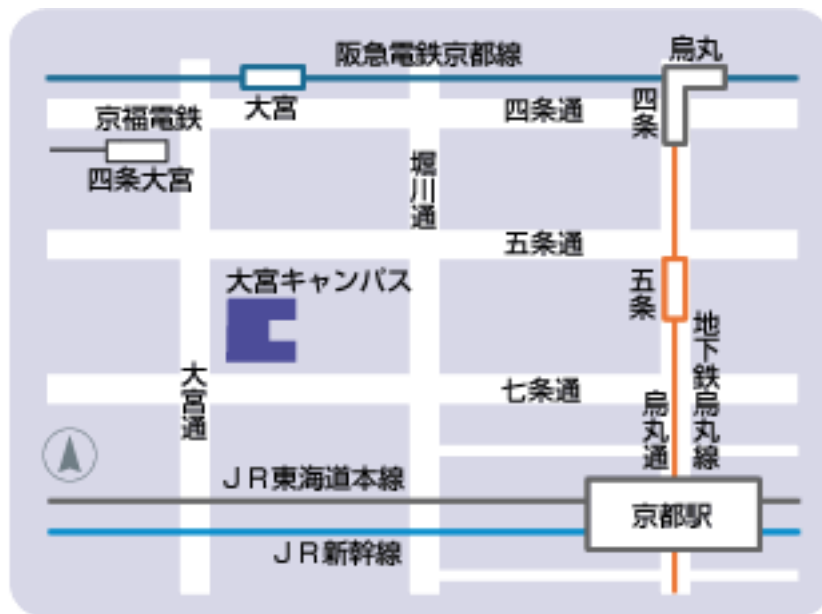 阪急電鉄京都線
烏丸
大宮
四条
京福電鉄
四条通
四条大宮
堀川通
五条通
大宮キャンパス
五条
地下鉄烏丸線
大宮通
七条通
烏丸通
JR東海道本線
京都駅
JR新幹線